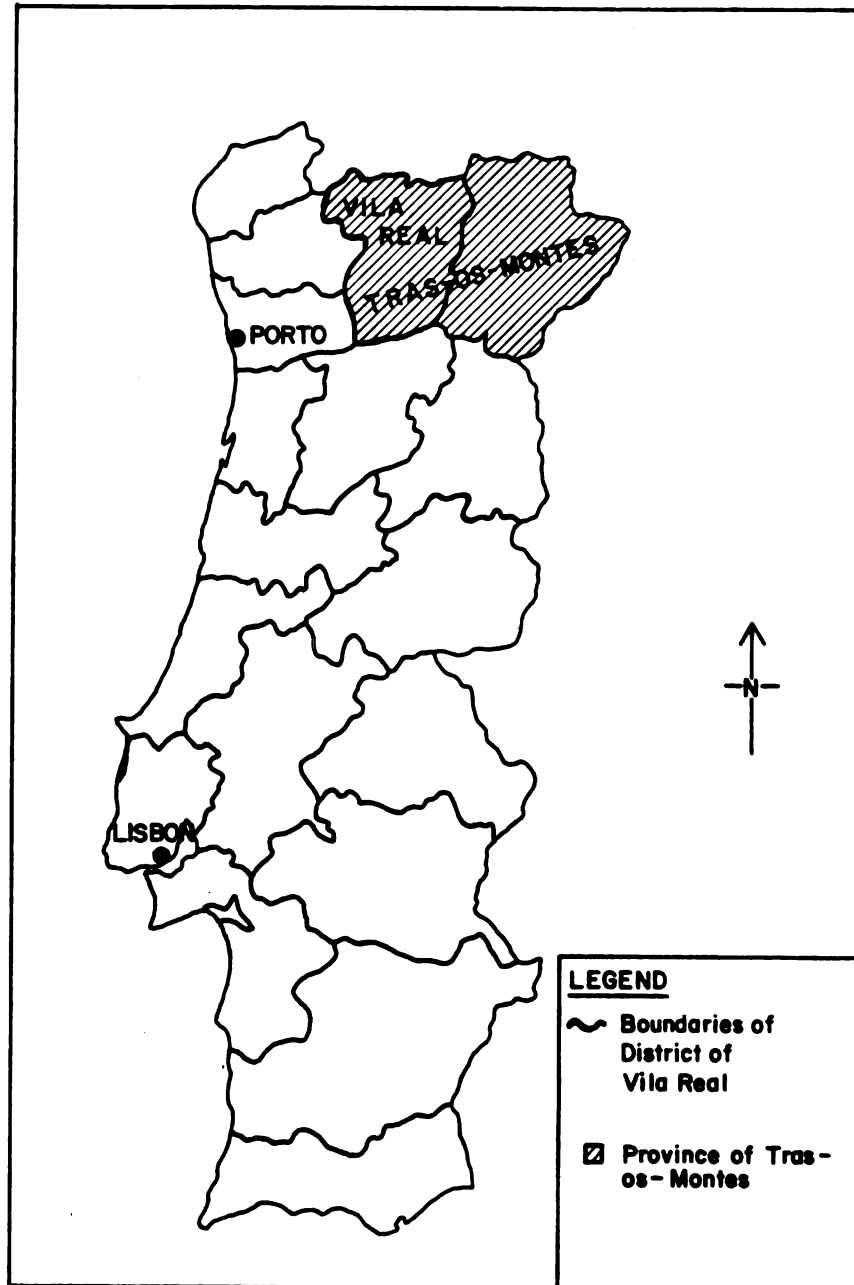 VILA
REAL
TRAS-OS-MONTES
PORTO
N
LISBON
LEGEND
Boundaries of
District of
Vila Real
Province of Tras-
os-Montes